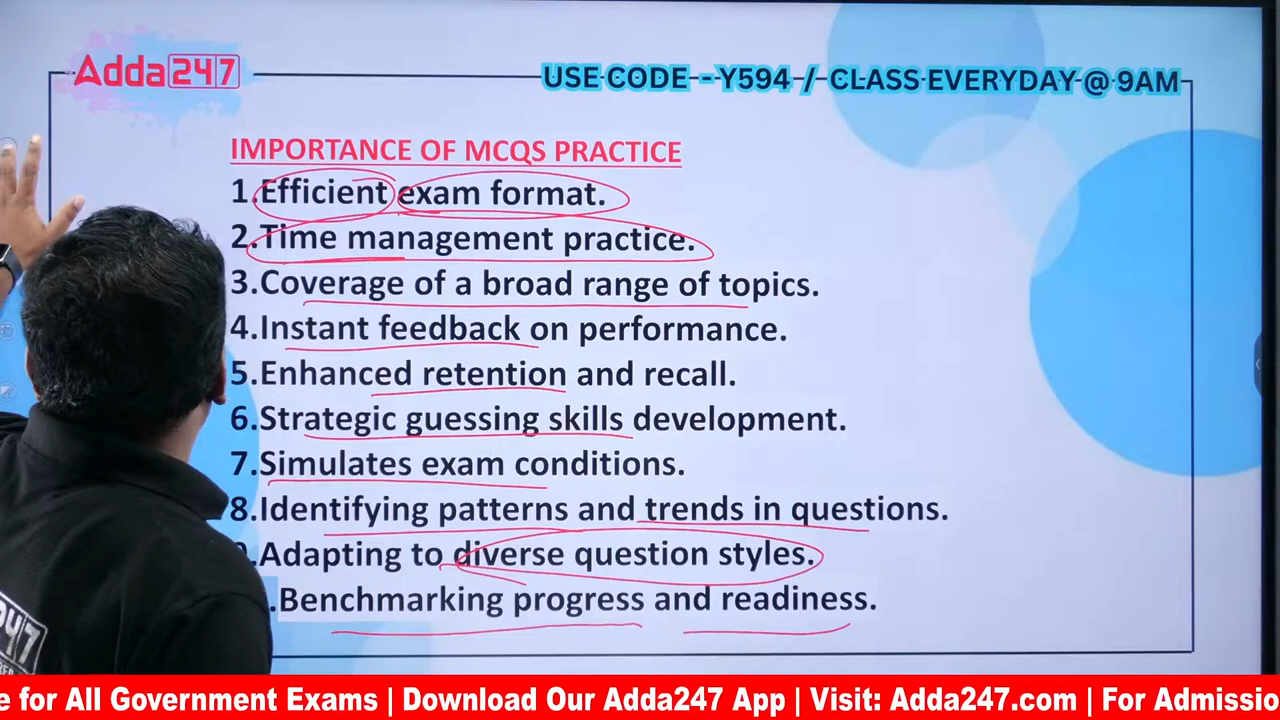 Adda247
USE CODE - Y594 / CLASS EVERYDAY @ 9AM
IMPORTANCE OF MCQS PRACTICE
1.Efficient exam format.
2.Time management practice.
3.Coverage of a broad range of topics.
4.Instant feedback on performance.
5.Enhanced retention and recall.
6.Strategic guessing skills development.
7.Simulates exam conditions.
8.Identifying patterns and trends in questions.
.Adapting to diverse question styles.
.Benchmarking progress and readiness.
247
e for All Government Exams | Download Our Adda247 App | Visit: Adda247.com | For Admissio